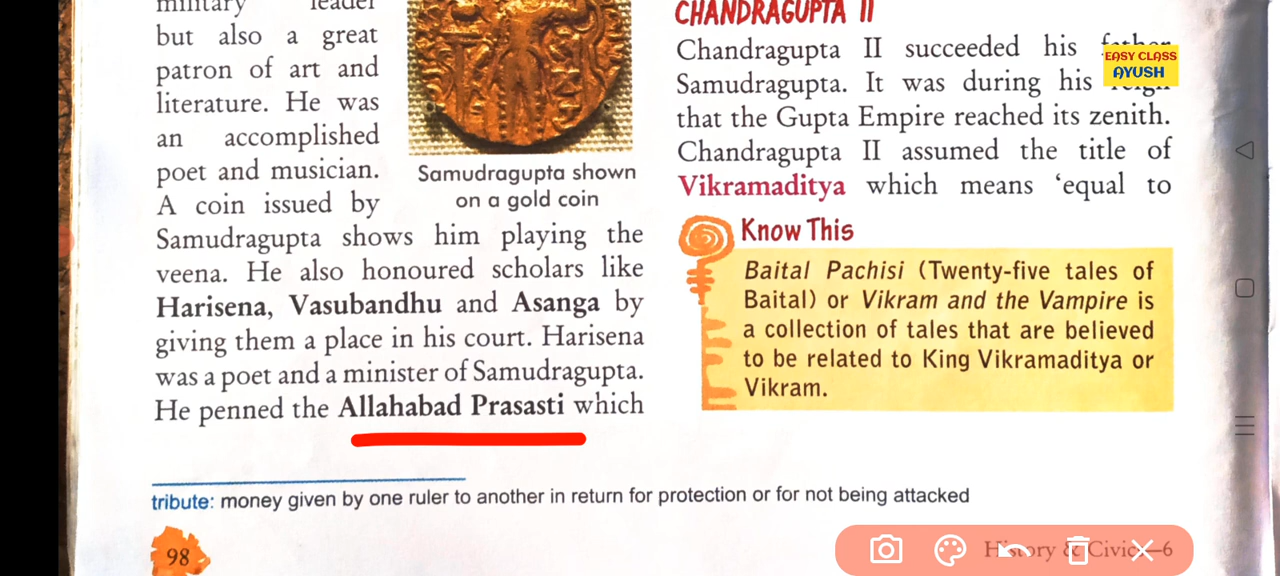 military leader
but also a great
patron of art and
literature. He was
an accomplished
poet and musician.
A coin issued by
Samudragupta shown
on a gold coin
Samudragupta shows him playing the
veena. He also honoured scholars like
Harisena, Vasubandhu and Asanga by
giving them a place in his court. Harisena
was a poet and a minister of Samudragupta.
He penned the Allahabad Prasasti which
tribute: money given by one ruler to another in return for protection or for not being attacked
98
CHANDRAGUPTA II
Chandragupta II succeeded his father
Samudragupta. It was during his reign
that the Gupta Empire reached its zenith.
Chandragupta II assumed the title of
Vikramaditya which means ‘equal to
Know This
Baital Pachisi (Twenty-five tales of
Baital) or Vikram and the Vampire is
a collection of tales that are believed
to be related to King Vikramaditya or
Vikram.
History & Civics–6
EASY CLASS
AYUSH